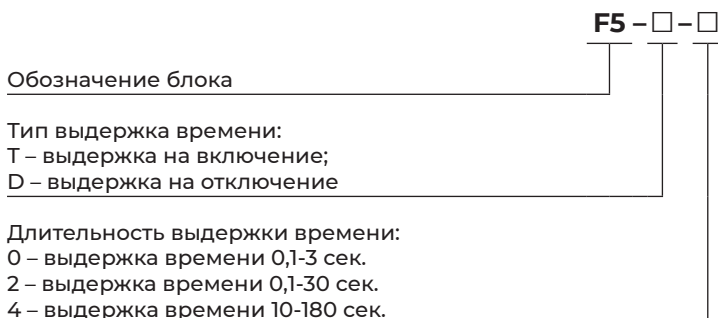 F5 – □ – □
Обозначение блока
Тип выдержка времени:
T – выдержка на включение;
D – выдержка на отключение
Длительность выдержки времени:
0 – выдержка времени 0,1-3 сек.
2 – выдержка времени 0,1-30 сек.
4 – выдержка времени 10-180 сек.